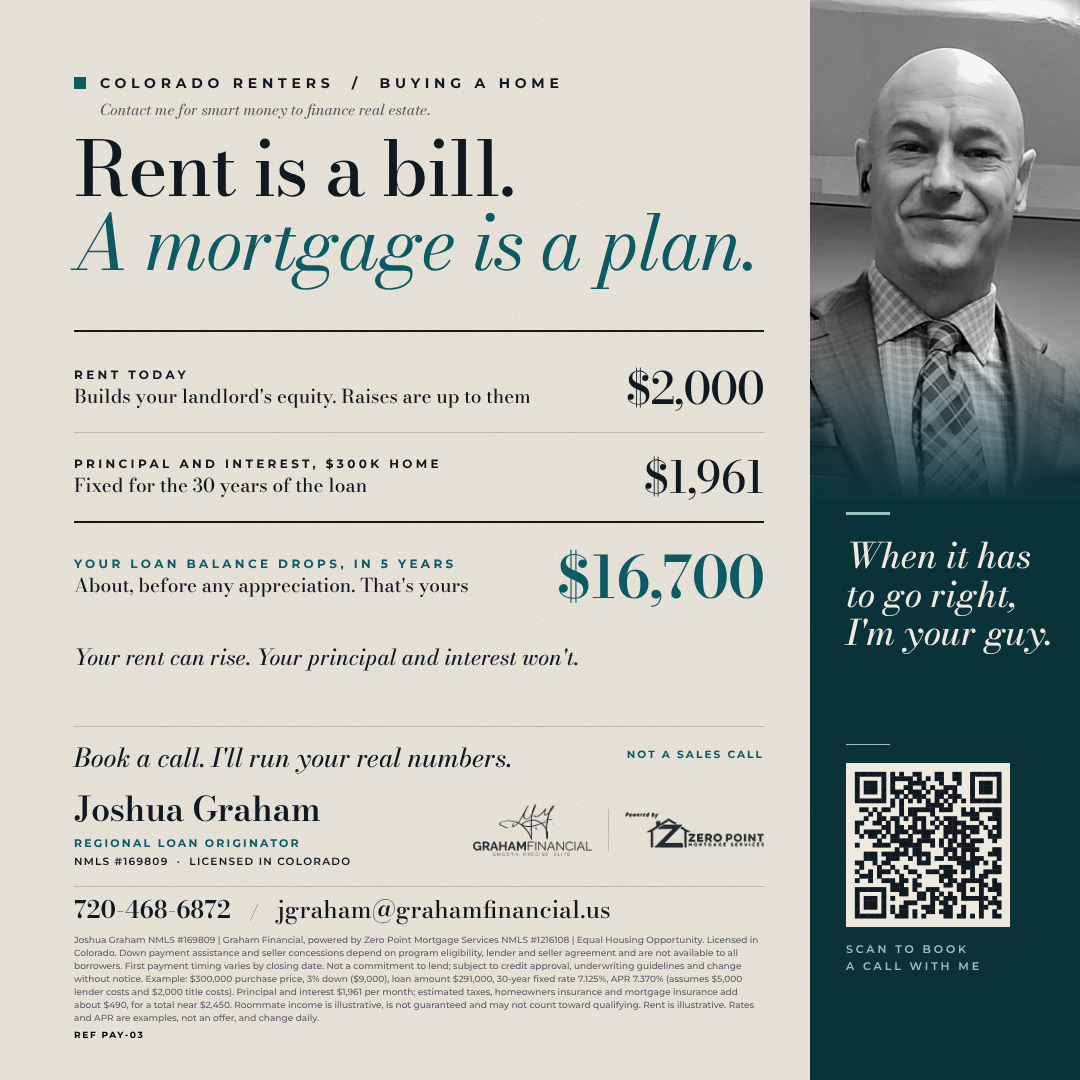 COLORADO RENTERS / BUYING A HOME
Contact me for smart money to finance real estate.
Rent is a bill.
A mortgage is a plan.
RENT TODAY
Builds your landlord's equity. Raises are up to them
$2,000
PRINCIPAL AND INTEREST, $300K HOME
Fixed for the 30 years of the loan
$1,961
YOUR LOAN BALANCE DROPS, IN 5 YEARS
About, before any appreciation. That's yours
$16,700
Your rent can rise. Your principal and interest won't.
Book a call. I'll run your real numbers.
NOT A SALES CALL
Joshua Graham
REGIONAL LOAN ORIGINATOR
NMLS #169809 · LICENSED IN COLORADO
GRAHAMFINANCIAL
SMOOTH. PRECISE. ELITE.
Powered by
ZERO POINT
MORTGAGE SERVICES
720-468-6872 / jgraham@grahamfinancial.us
Joshua Graham NMLS #169809 | Graham Financial, powered by Zero Point Mortgage Services NMLS #1216108 | Equal Housing Opportunity. Licensed in
Colorado. Down payment assistance and seller concessions depend on program eligibility, lender and seller agreement and are not available to all
borrowers. First payment timing varies by closing date. Not a commitment to lend; subject to credit approval, underwriting guidelines and change
without notice. Example: $300,000 purchase price, 3% down ($9,000), loan amount $291,000, 30-year fixed rate 7.125%, APR 7.370% (assumes $5,000
lender costs and $2,000 title costs). Principal and interest $1,961 per month; estimated taxes, homeowners insurance and mortgage insurance add
about $490, for a total near $2,450. Roommate income is illustrative, is not guaranteed and may not count toward qualifying. Rent is illustrative. Rates
and APR are examples, not an offer, and change daily.
REF PAY-03
When it has
to go right,
I'm your guy.
SCAN TO BOOK
A CALL WITH ME